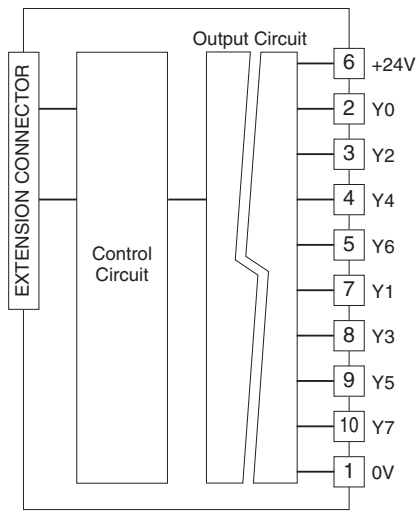 Output Circuit
EXTENSION CONNECTOR
Control
Circuit
6 +24V
2 Y0
3 Y2
4 Y4
5 Y6
7 Y1
8 Y3
9 Y5
10 Y7
1 0V